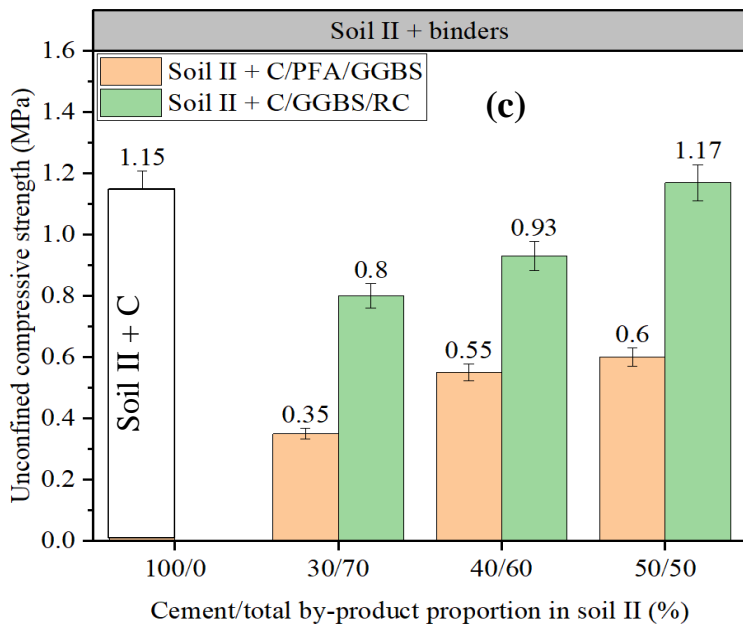 Soil II + binders
Soil II + C/PFA/GGBS
Soil II + C/GGBS/RC
(c)
Unconfined compressive strength (MPa)
1.6
1.4
1.2
1.0
0.8
0.6
0.4
0.2
0.0
1.15
Soil II + C
0.35
0.8
0.55
0.93
0.6
1.17
100/0
30/70
40/60
50/50
Cement/total by-product proportion in soil II (%)